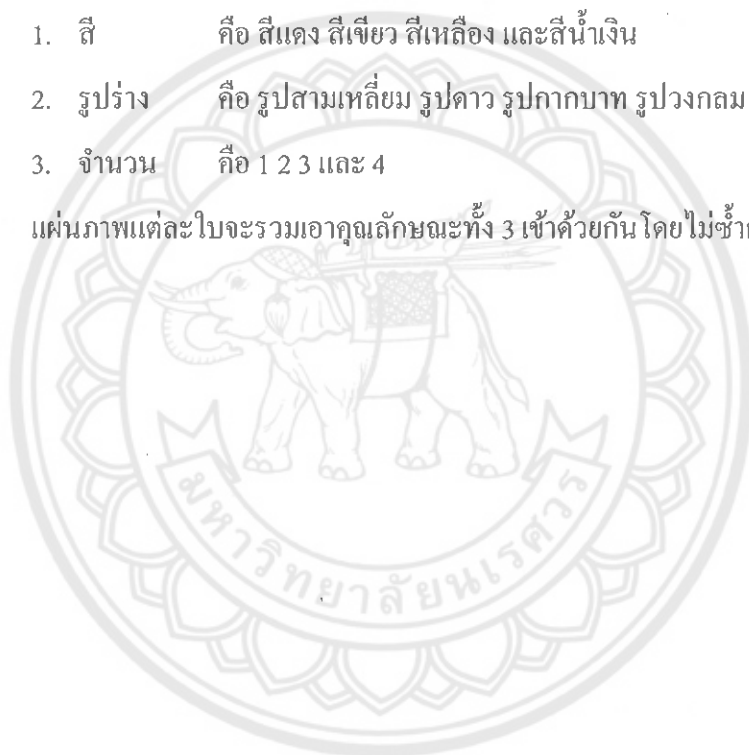 1. สี คือ สีแดง สีเขียว สีเหลือง และสีน้ำเงิน
2. รูปร่าง คือ รูปสามเหลี่ยม รูปดาว รูปกากบาท รูปวงกลม
3. จำนวน คือ 1 2 3 และ 4
แผ่นภาพแต่ละใบจะรวมเอาคุณลักษณะทั้ง 3 เข้าด้วยกันโดยไม่ซ้ำ
มหาวิทยาลัยนเรศวร